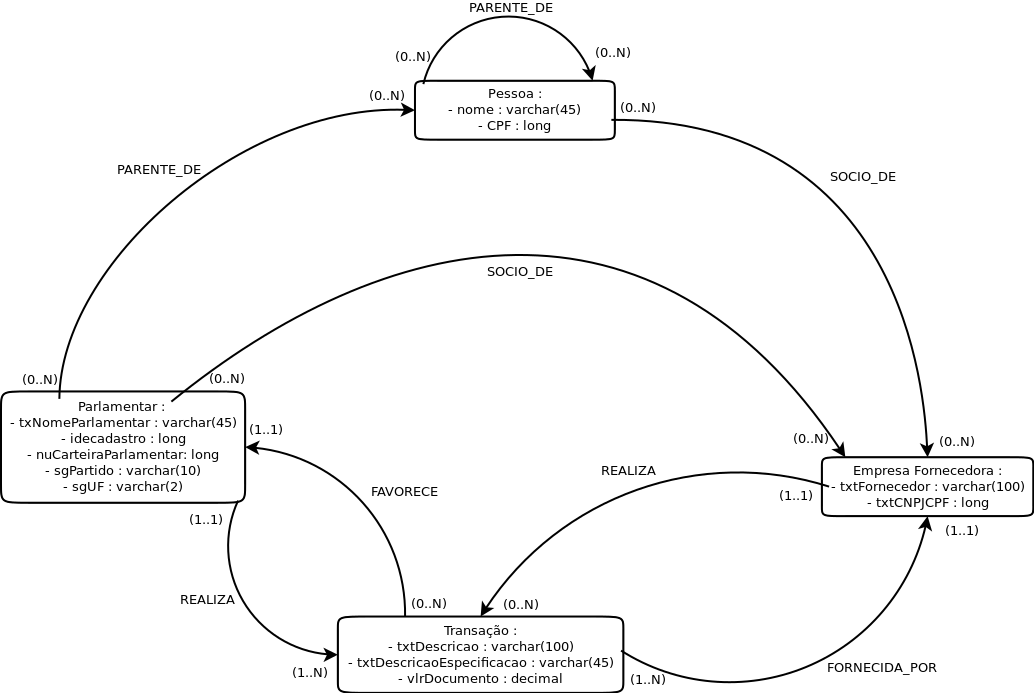 PARENTE_DE
(0..N)
(0..N)
(0..N)
Pessoa :
- nome : varchar(45)
- CPF : long
(0..N)
PARENTE_DE
SOCIO_DE
SOCIO_DE
(0..N)
(0..N)
Parlamentar :
- txNomeParlamentar : varchar(45)
- idecadastro : long
- nuCarteiraParlamentar: long
- sgPartido : varchar(10)
- sgUF : varchar(2)
(1..1)
(0..N)
(0..N)
Empresa Fornecedora :
- txtFornecedor : varchar(100)
- txtCNPJCPF : long
REALIZA
(1..1)
FAVORECE
(1..1)
(1..1)
REALIZA
(0..N)
(0..N)
Transação :
- txtDescricao : varchar(100)
- txtDescricaoEspecificacao : varchar(45)
- vlrDocumento : decimal
(1..N)
(1..N)
FORNECIDA_POR